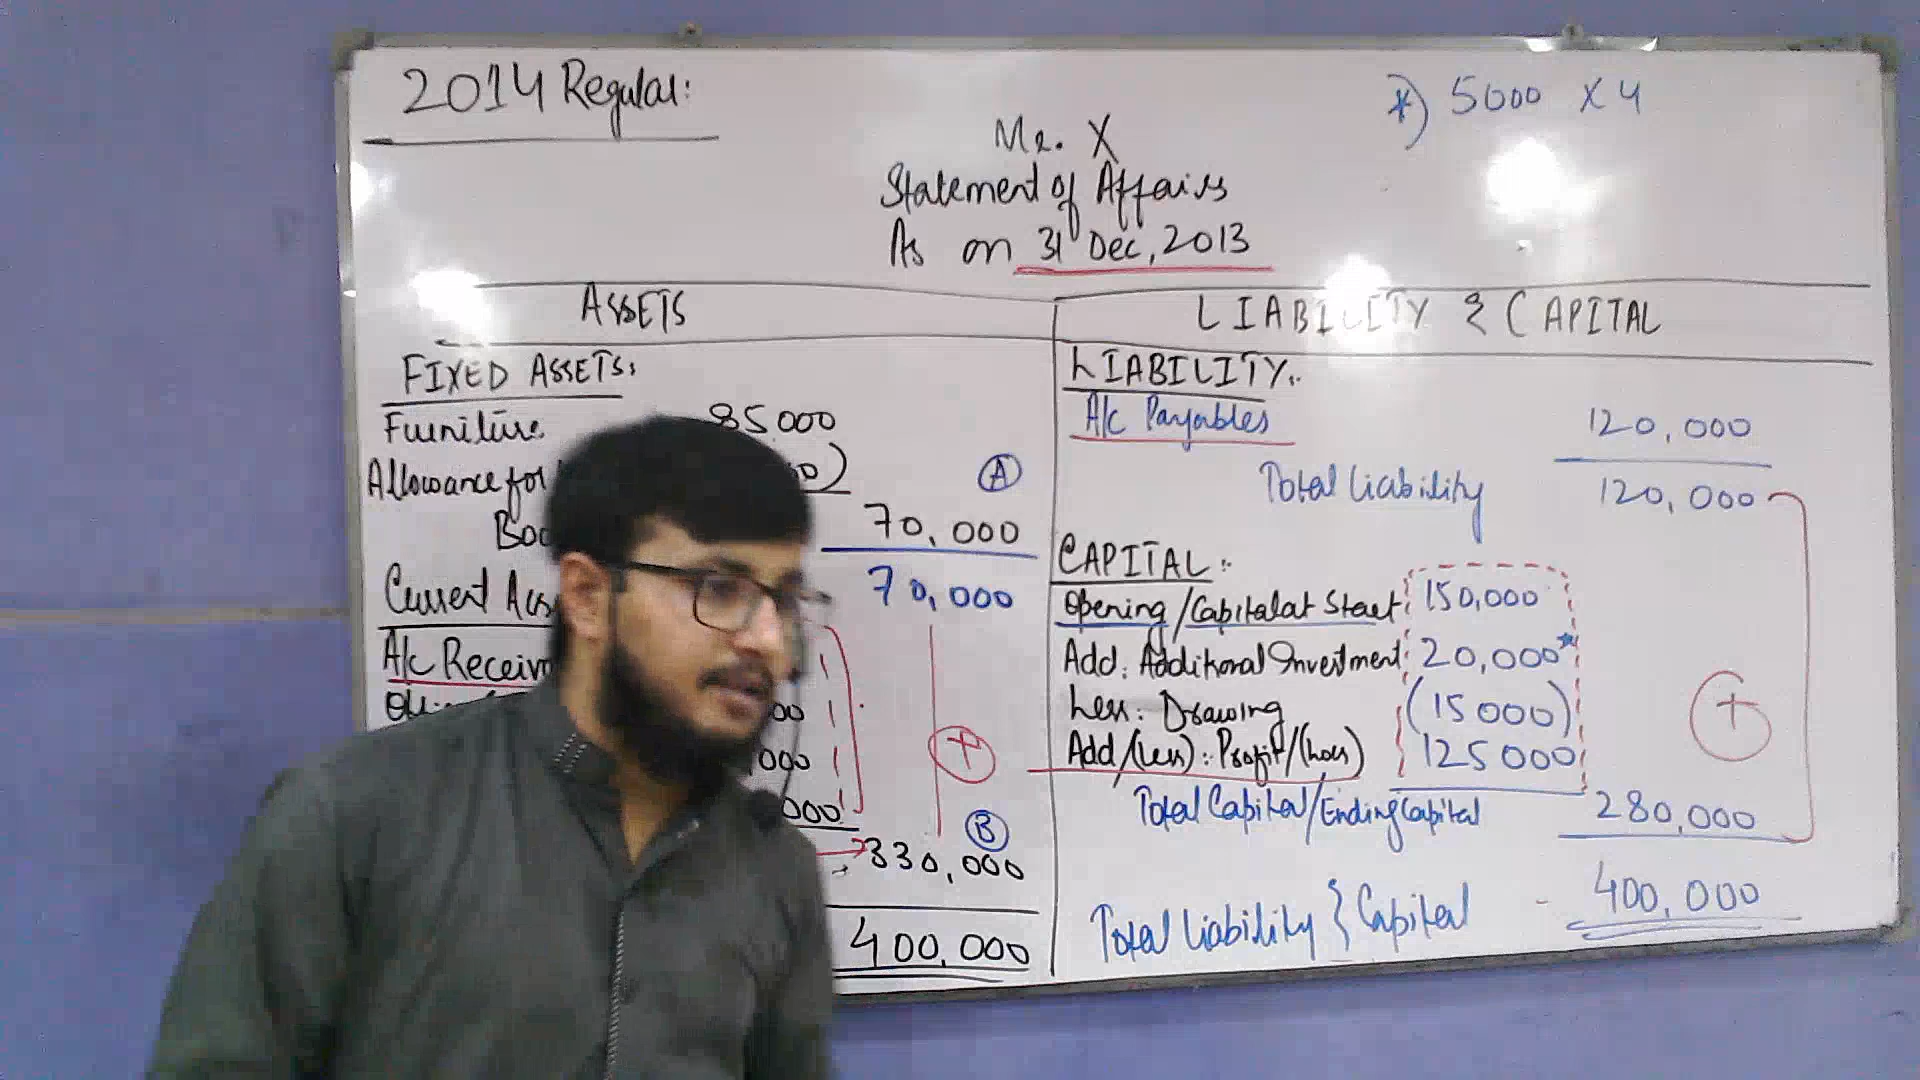 2014 Regular:
*) 5000 X 4
Mr. X
Statement of Affairs
As on 31 Dec, 2013
ASSETS
FIXED ASSETS:
Furniture 85000
Allowance for
70,000
A
70,000
Current
A/c
000
B
330,000
400,000
LIABILITY & CAPITAL
LIABILITY:
A/c Payables 120,000
Total Liability 120,000
CAPITAL:
Opening/Capital at Start: 150,000
Add: Additional Investment: 20,000*
Less: Drawing (15000)
Add/(Less): Profit/(Loss) 125000
+
Total Capital/Ending Capital 280,000
Total Liability & Capital 400,000